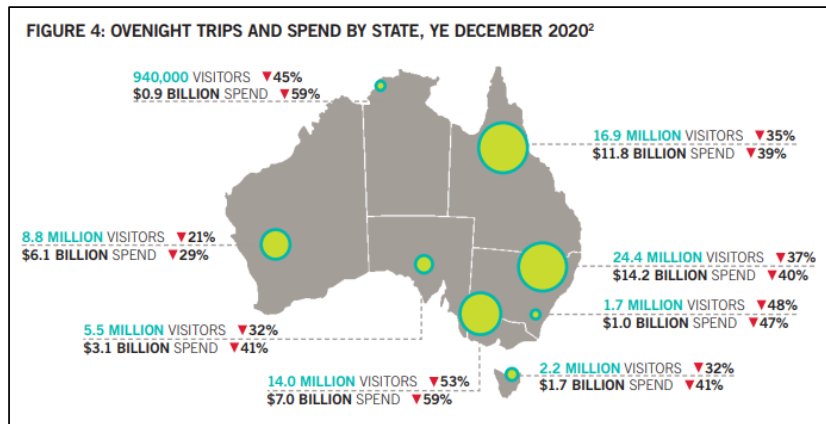 FIGURE 4: OVENIGHT TRIPS AND SPEND BY STATE, YE DECEMBER 2020²
940,000 VISITORS ▼45%
$0.9 BILLION SPEND ▼59%
16.9 MILLION VISITORS ▼35%
$11.8 BILLION SPEND ▼39%
8.8 MILLION VISITORS ▼21%
$6.1 BILLION SPEND ▼29%
24.4 MILLION VISITORS ▼37%
$14.2 BILLION SPEND ▼40%
1.7 MILLION VISITORS ▼48%
$1.0 BILLION SPEND ▼47%
5.5 MILLION VISITORS ▼32%
$3.1 BILLION SPEND ▼41%
14.0 MILLION VISITORS ▼53%
$7.0 BILLION SPEND ▼59%
2.2 MILLION VISITORS ▼32%
$1.7 BILLION SPEND ▼41%